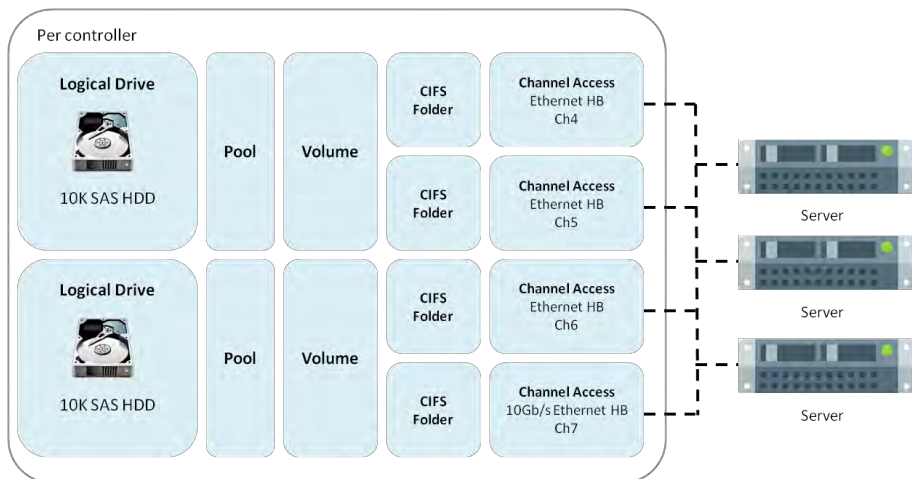 Per controller
Logical Drive
10K SAS HDD
Pool
Volume
CIFS
Folder
Channel Access
Ethernet HB
Ch4
CIFS
Folder
Channel Access
Ethernet HB
Ch5
Logical Drive
10K SAS HDD
Pool
Volume
CIFS
Folder
Channel Access
Ethernet HB
Ch6
CIFS
Folder
Channel Access
10Gb/s Ethernet HB
Ch7
Server
Server
Server